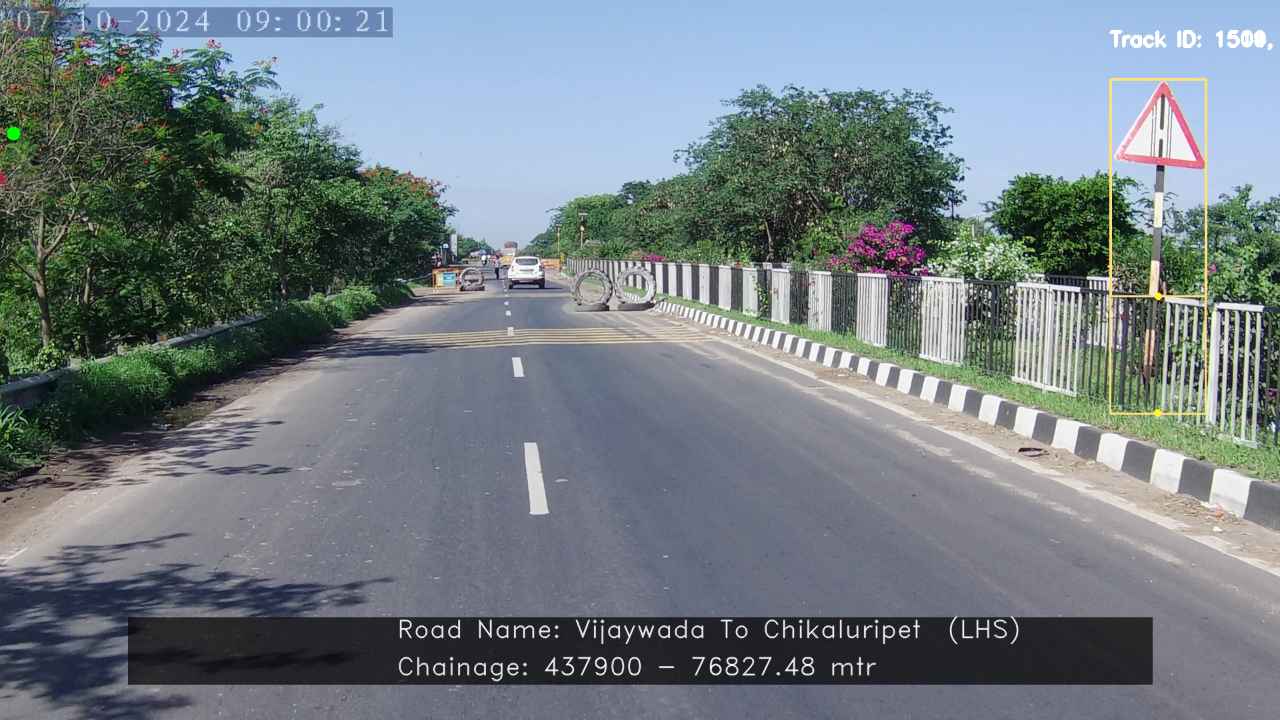 07-10-2024 09:00:21
Track ID:
Road Name: Vijaywada To Chikaluripet (LHS)
Chainage: 437900 - 76827.48 mtr